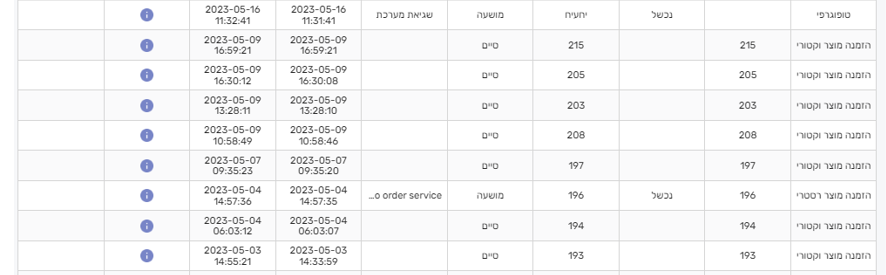 טופוגרפי נכשל יחעיח מושעה שגיאת מערכת 2023-05-16 11:31:41 2023-05-16 11:32:41
הזמנה מוצר וקטורי 215 215 סיים 2023-05-09 16:59:21 2023-05-09 16:59:21
הזמנה מוצר וקטורי 205 205 סיים 2023-05-09 16:30:08 2023-05-09 16:30:12
הזמנה מוצר וקטורי 203 203 סיים 2023-05-09 13:28:10 2023-05-09 13:28:11
הזמנה מוצר וקטורי 208 208 סיים 2023-05-09 10:58:46 2023-05-09 10:58:49
הזמנה מוצר וקטורי 197 197 סיים 2023-05-07 09:35:20 2023-05-07 09:35:23
הזמנה מוצר רסטרי 196 נכשל 196 מושעה ...o order service 2023-05-04 14:57:35 2023-05-04 14:57:36
הזמנה מוצר וקטורי 194 194 סיים 2023-05-04 06:03:07 2023-05-04 06:03:12
הזמנה מוצר וקטורי 193 193 סיים 2023-05-03 14:33:59 2023-05-03 14:55:21